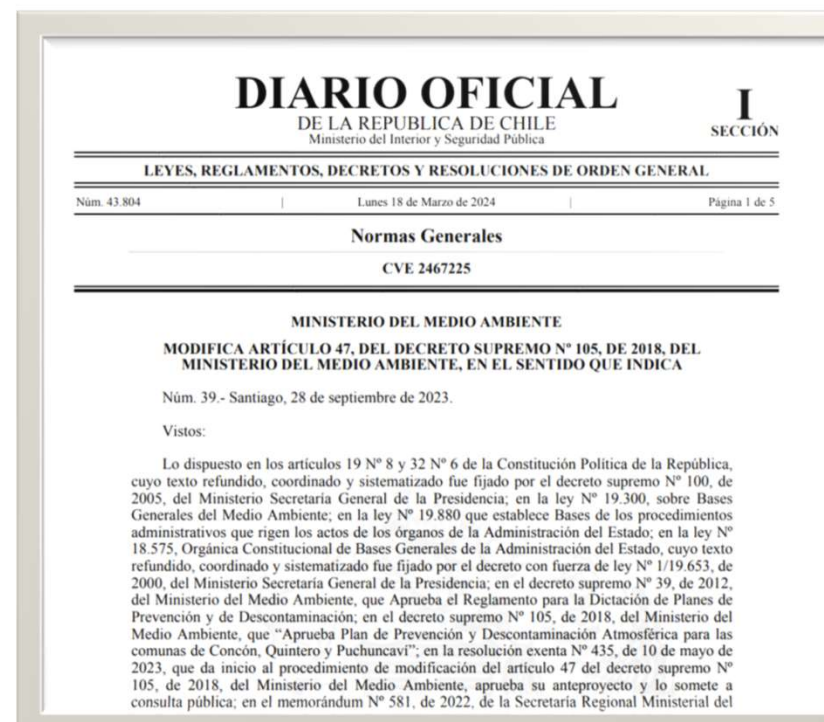 DIARIO OFICIAL
DE LA REPUBLICA DE CHILE
Ministerio del Interior y Seguridad Pública
I
SECCIÓN
LEYES, REGLAMENTOS, DECRETOS Y RESOLUCIONES DE ORDEN GENERAL
Núm. 43.804 | Lunes 18 de Marzo de 2024 | Página 1 de 5
Normas Generales
CVE 2467225
MINISTERIO DEL MEDIO AMBIENTE
MODIFICA ARTÍCULO 47, DEL DECRETO SUPREMO Nº 105, DE 2018, DEL
MINISTERIO DEL MEDIO AMBIENTE, EN EL SENTIDO QUE INDICA
Núm. 39.- Santiago, 28 de septiembre de 2023.
Vistos:
Lo dispuesto en los artículos 19 Nº 8 y 32 Nº 6 de la Constitución Política de la República,
cuyo texto refundido, coordinado y sistematizado fue fijado por el decreto supremo Nº 100, de
2005, del Ministerio Secretaría General de la Presidencia; en la ley Nº 19.300, sobre Bases
Generales del Medio Ambiente; en la ley Nº 19.880 que establece Bases de los procedimientos
administrativos que rigen los actos de los órganos de la Administración del Estado; en la ley Nº
18.575, Orgánica Constitucional de Bases Generales de la Administración del Estado, cuyo texto
refundido, coordinado y sistematizado fue fijado por el decreto con fuerza de ley Nº 1/19.653, de
2000, del Ministerio Secretaría General de la Presidencia; en el decreto supremo Nº 39, de 2012,
del Ministerio del Medio Ambiente, que Aprueba el Reglamento para la Dictación de Planes de
Prevención y de Descontaminación; en el decreto supremo Nº 105, de 2018, del Ministerio del
Medio Ambiente, que “Aprueba Plan de Prevención y Descontaminación Atmosférica para las
comunas de Concón, Quintero y Puchuncaví”; en la resolución exenta Nº 435, de 10 de mayo de
2023, que da inicio al procedimiento de modificación del artículo 47 del decreto supremo Nº
105, de 2018, del Ministerio del Medio Ambiente, aprueba su anteproyecto y lo somete a
consulta pública; en el memorándum Nº 581, de 2022, de la Secretaría Regional Ministerial del